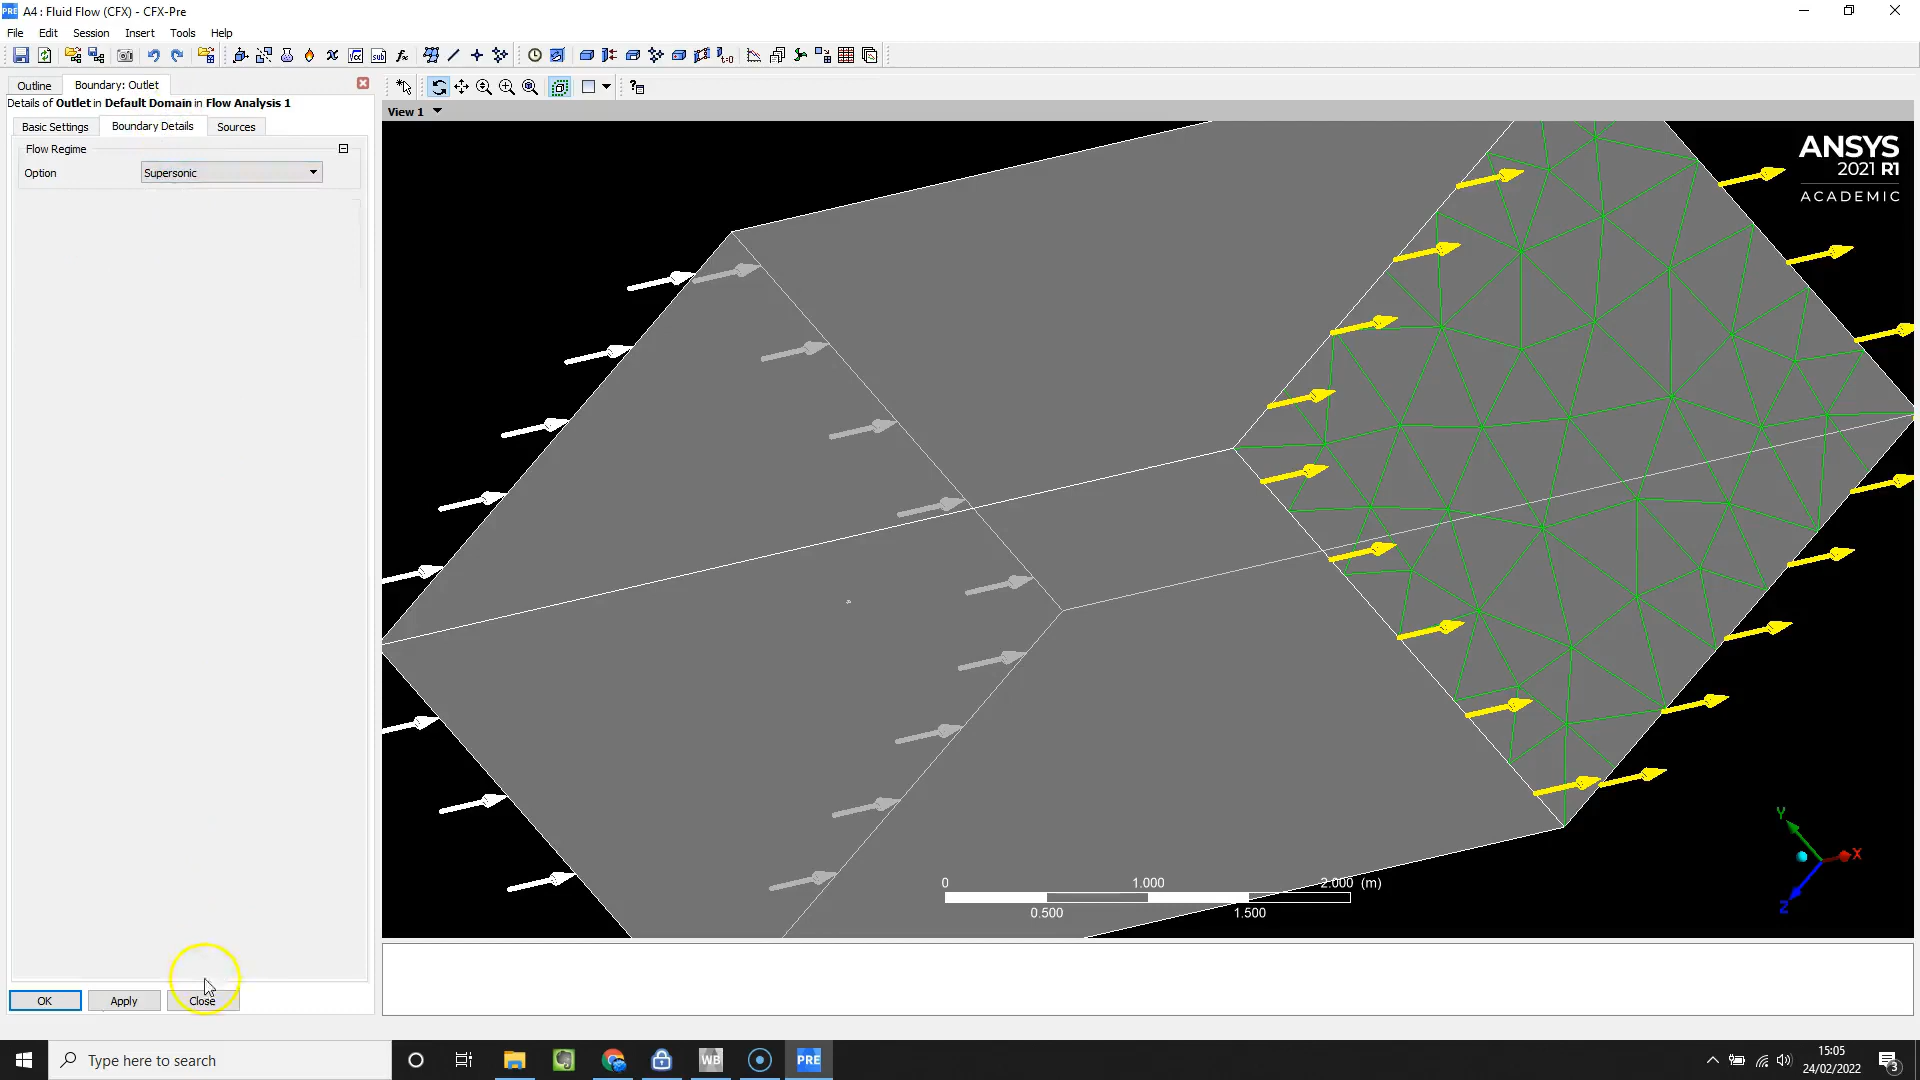 A4 : Fluid Flow (CFX) - CFX-Pre
File Edit Session Insert Tools Help
Outline Boundary: Outlet
Details of Outlet in Default Domain in Flow Analysis 1
Basic Settings Boundary Details Sources
Flow Regime
Option Supersonic
View 1
ANSYS
2021 R1
ACADEMIC
Y
X
Z
0 1.000 2.000 (m)
0.500 1.500
OK Apply Close
Type here to search
WB
PRE
15:05
24/02/2022
3